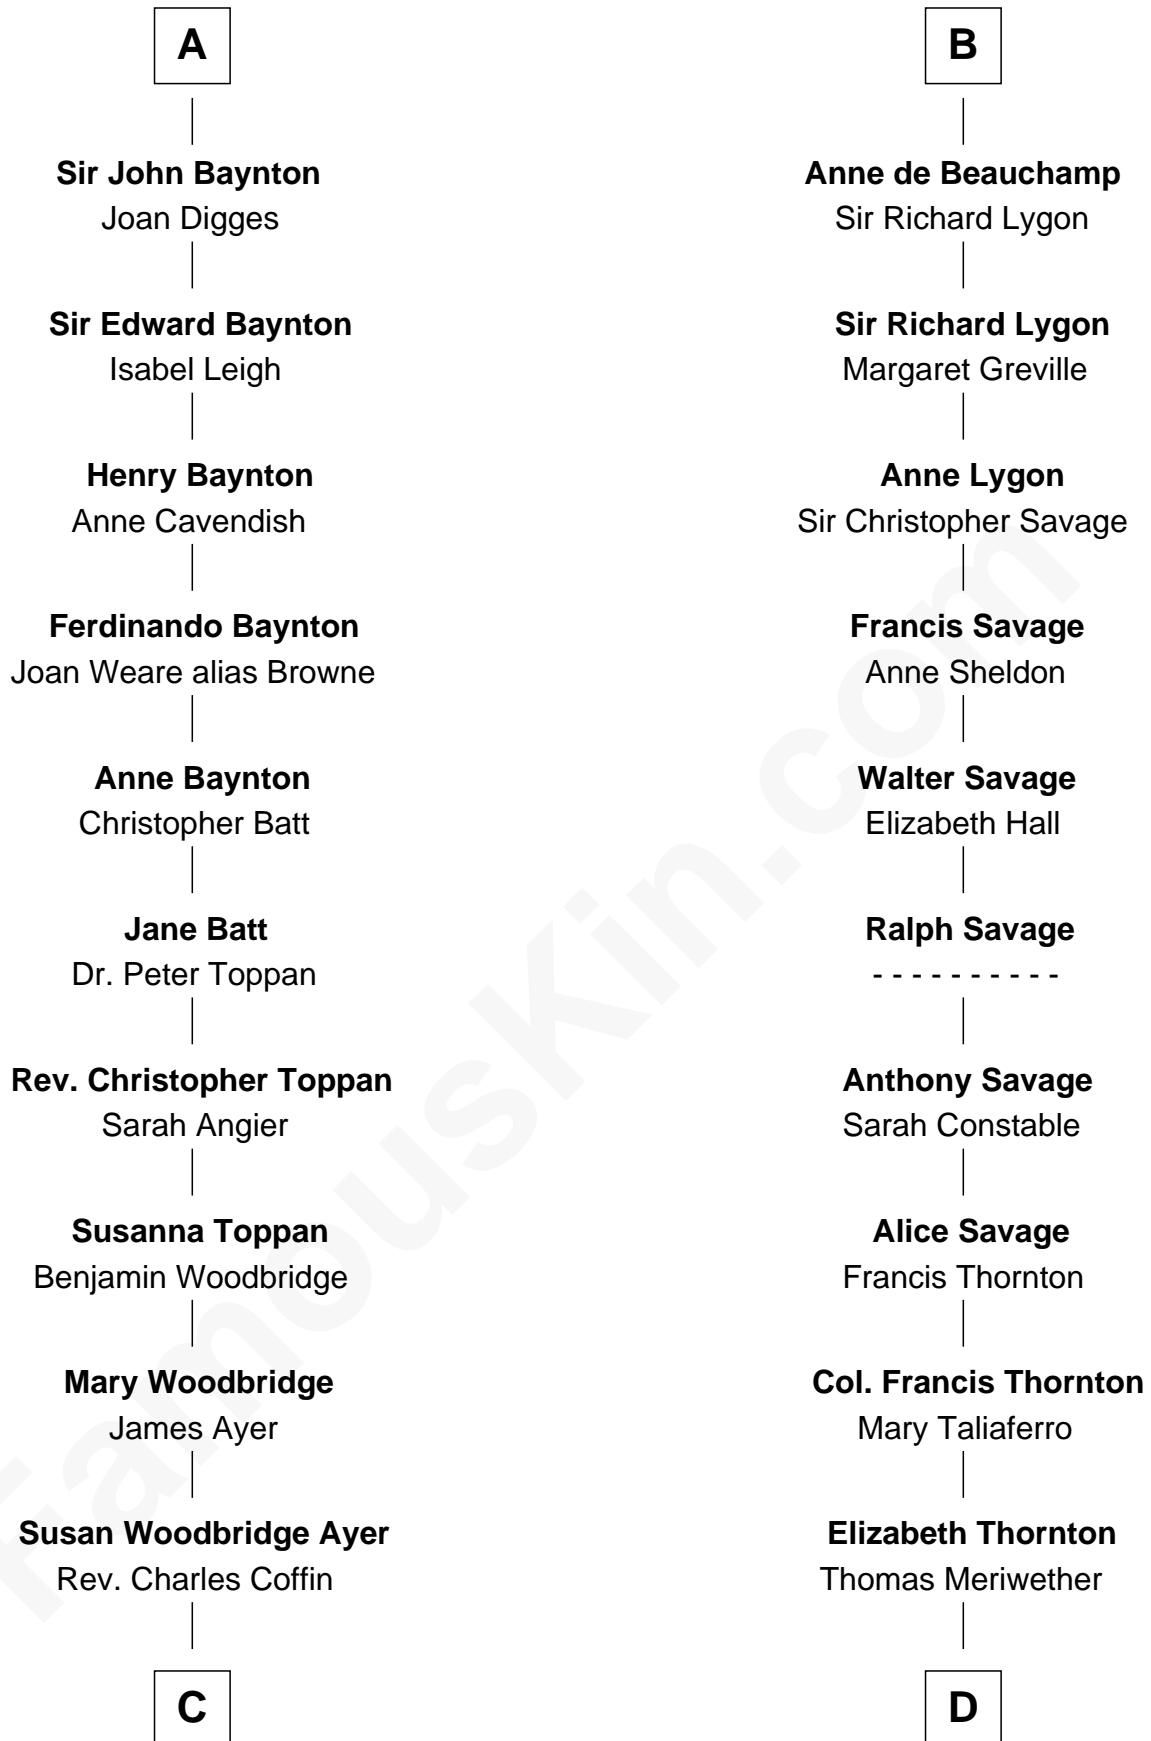 A
Sir John Baynton
Joan Digges
Sir Edward Baynton
Isabel Leigh
Henry Baynton
Anne Cavendish
Ferdinando Baynton
Joan Weare alias Browne
Anne Baynton
Christopher Batt
Jane Batt
Dr. Peter Toppan
Rev. Christopher Toppan
Sarah Angier
Susanna Toppan
Benjamin Woodbridge
Mary Woodbridge
James Ayer
Susan Woodbridge Ayer
Rev. Charles Coffin
C
B
Anne de Beauchamp
Sir Richard Lygon
Sir Richard Lygon
Margaret Greville
Anne Lygon
Sir Christopher Savage
Francis Savage
Anne Sheldon
Walter Savage
Elizabeth Hall
Ralph Savage
- - - - - - - - - -
Anthony Savage
Sarah Constable
Alice Savage
Francis Thornton
Col. Francis Thornton
Mary Taliaferro
Elizabeth Thornton
Thomas Meriwether
D
FamousKin.com